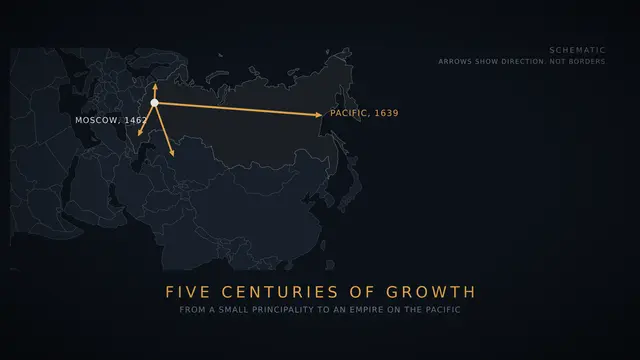 SCHEMATIC
ARROWS SHOW DIRECTION, NOT BORDERS
PACIFIC, 1639
MOSCOW, 1462
FIVE CENTURIES OF GROWTH
FROM A SMALL PRINCIPALITY TO AN EMPIRE ON THE PACIFIC